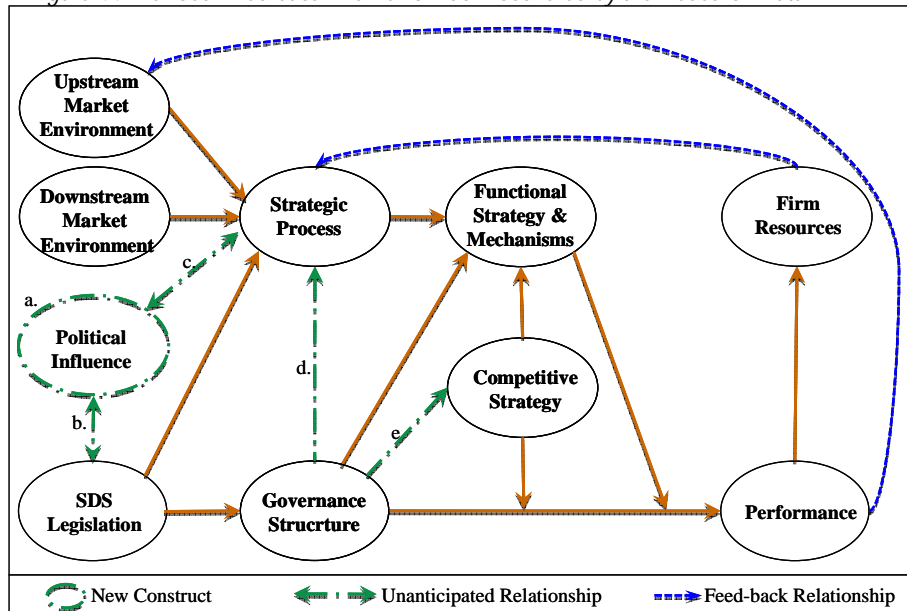 Upstream
Market
Environment
Downstream
Market
Environment
Strategic
Process
Functional
Strategy &
Mechanisms
Firm
Resources
c.
a.
Political
Influence
d.
Competitive
Strategy
b.
e
SDS
Legislation
Governance
Strucrture
Performance
New Construct
Unanticipated Relationship
Feed-back Relationship